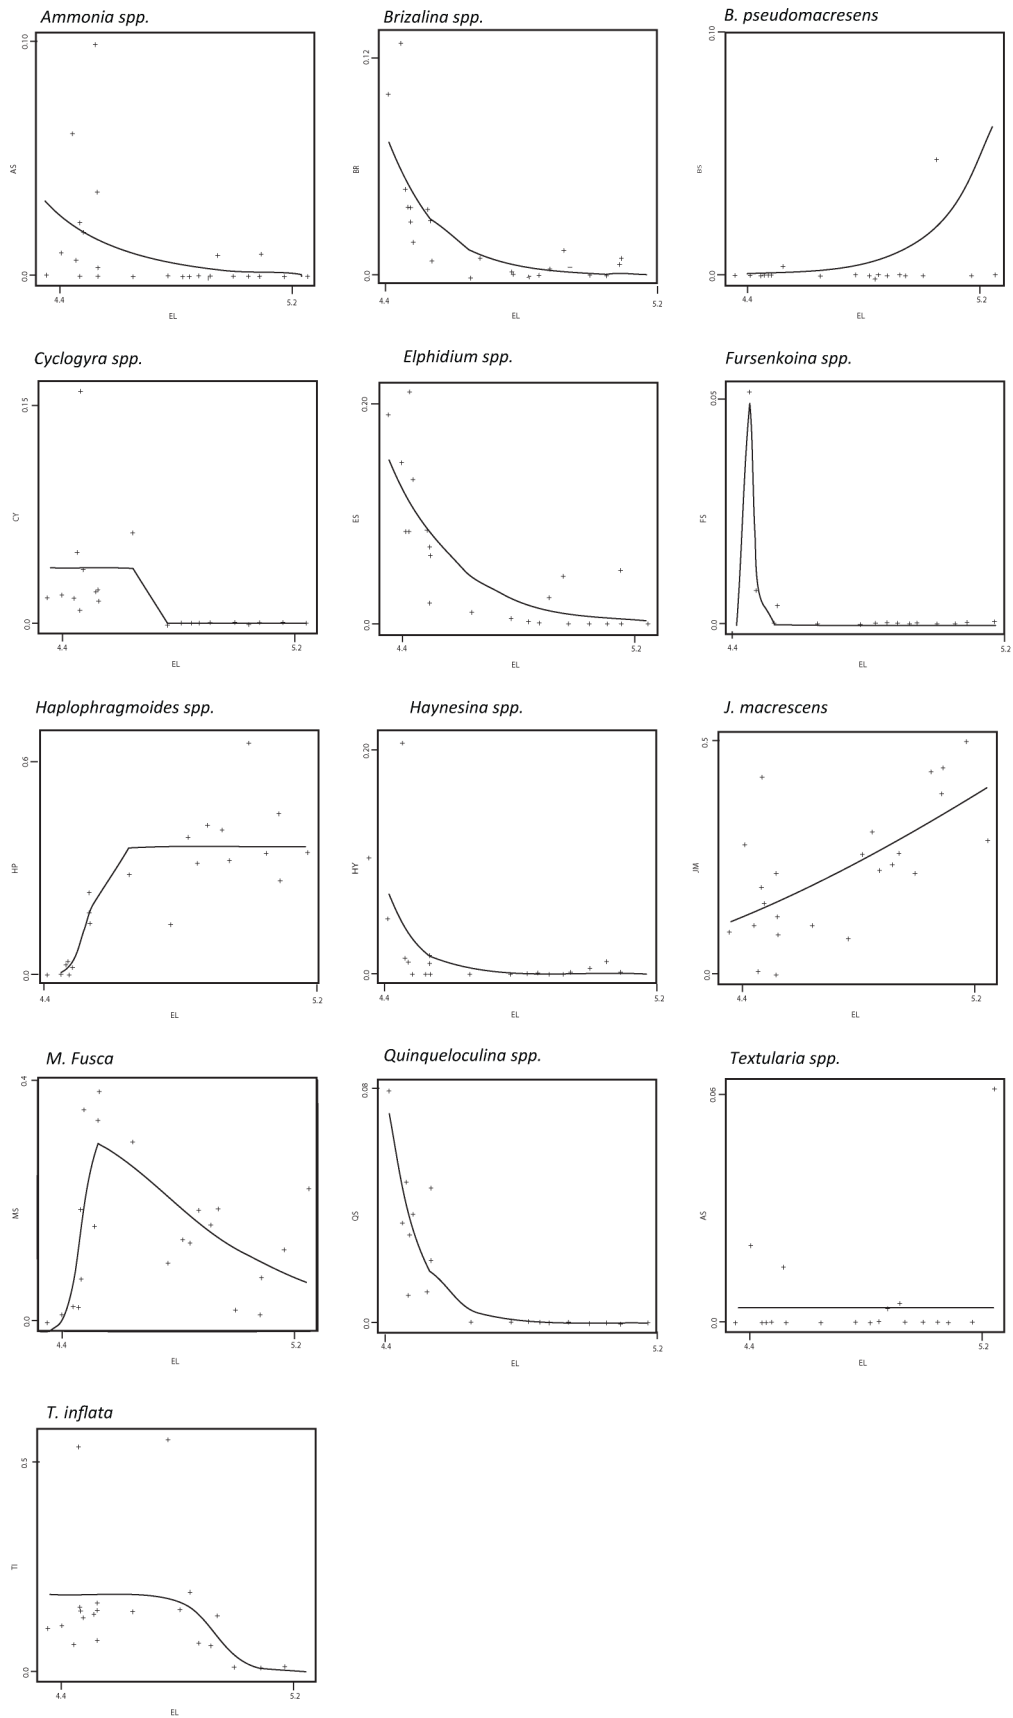 Ammonia spp.
0.10
AS
0.0
4.4
5.2
EL
Brizalina spp.
0.12
BR
0.0
4.4
5.2
EL
B. pseudomacresens
0.10
BS
0.0
4.4
5.2
EL
Cyclogyra spp.
0.15
CY
0.0
4.4
5.2
EL
Elphidium spp.
0.20
ES
0.0
4.4
5.2
EL
Fursenkoina spp.
0.05
FS
0.0
4.4
5.2
EL
Haplophragmoides spp.
0.6
HP
0.0
4.4
5.2
EL
Haynesina spp.
0.20
HY
0.0
4.4
5.2
EL
J. macrescens
0.5
JM
0.0
4.4
5.2
EL
M. Fusca
0.4
MS
0.0
4.4
5.2
EL
Quinqueloculina spp.
0.08
QS
0.0
4.4
5.2
EL
Textularia spp.
0.06
AS
0.0
4.4
5.2
EL
T. inflata
0.5
TI
0.0
4.4
5.2
EL